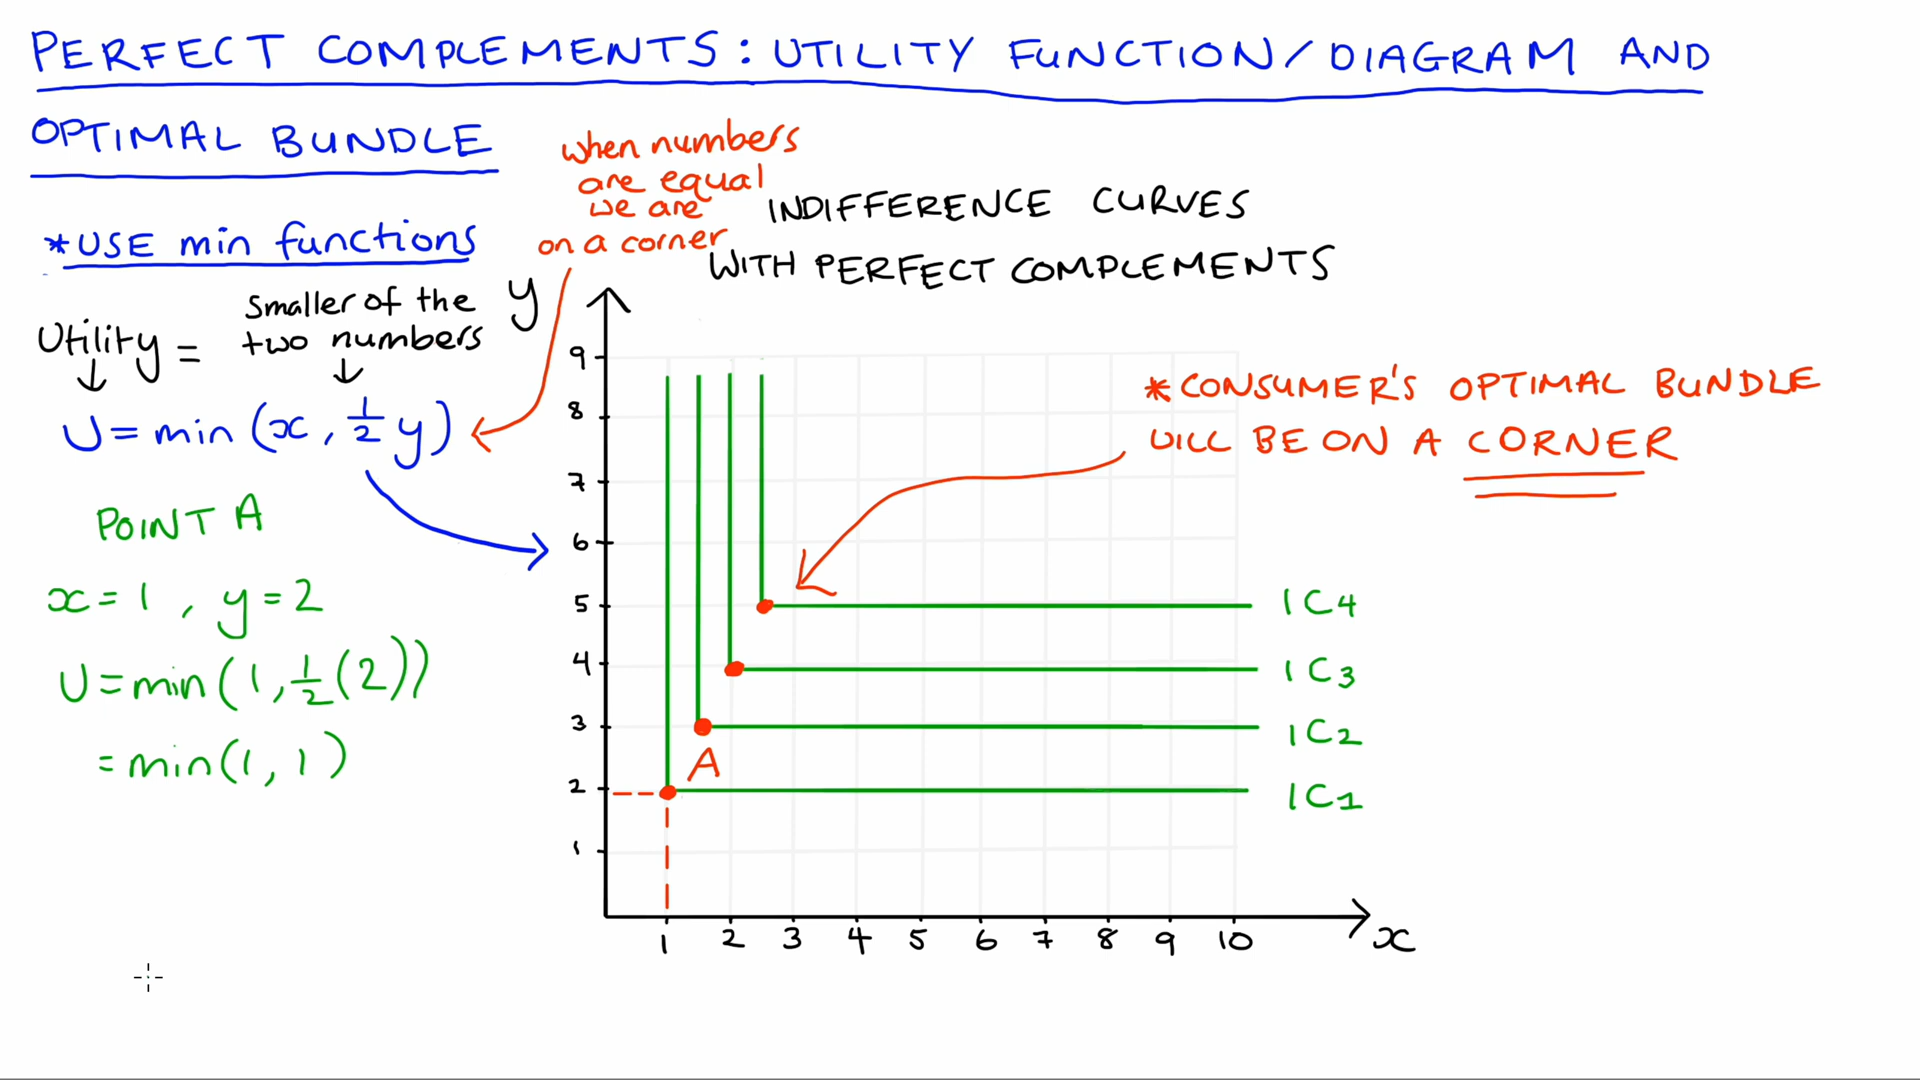 PERFECT COMPLEMENTS: UTILITY FUNCTION/DIAGRAM AND
OPTIMAL BUNDLE
*USE min functions
when numbers
are equal
we are
on a corner
INDIFFERENCE CURVES
WITH PERFECT COMPLEMENTS
Utility = smaller of the
two numbers
U = min (x, 1/2 y)
POINT A
x = 1, y = 2
U = min(1, 1/2(2))
= min(1, 1)
y
9
8
7
6
5
4
3
2
1
*CONSUMER'S OPTIMAL BUNDLE
WILL BE ON A CORNER
IC4
IC3
IC2
A
IC1
1 2 3 4 5 6 7 8 9 10
x